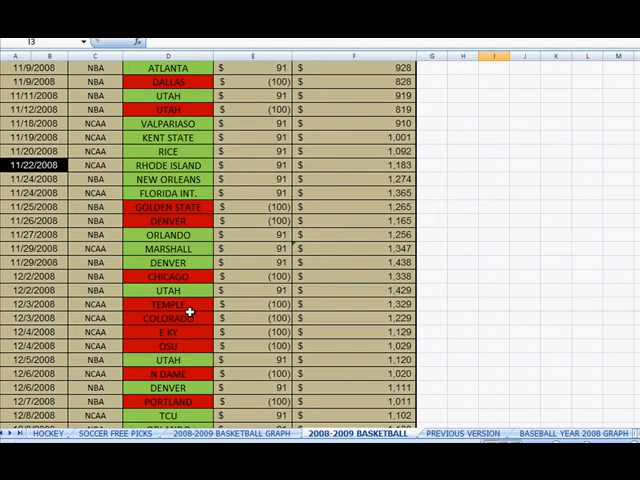 I3 fx
A B C D E F G H I J K L M
11/9/2008 NBA ATLANTA $ 91 $ 928
11/9/2008 NBA DALLAS $ (100) $ 828
11/11/2008 NBA UTAH $ 91 $ 919
11/12/2008 NBA UTAH $ (100) $ 819
11/18/2008 NCAA VALPARIASO $ 91 $ 910
11/19/2008 NCAA KENT STATE $ 91 $ 1,001
11/20/2008 NCAA RICE $ 91 $ 1,092
11/22/2008 NCAA RHODE ISLAND $ 91 $ 1,183
11/24/2008 NCAA NEW ORLEANS $ 91 $ 1,274
11/24/2008 NCAA FLORIDA INT. $ 91 $ 1,365
11/25/2008 NBA GOLDEN STATE $ (100) $ 1,265
11/26/2008 NBA DENVER $ (100) $ 1,165
11/27/2008 NBA ORLANDO $ 91 $ 1,256
11/29/2008 NCAA MARSHALL $ 91 $ 1,347
11/29/2008 NBA DENVER $ 91 $ 1,438
12/2/2008 NBA CHICAGO $ (100) $ 1,338
12/2/2008 NBA UTAH $ 91 $ 1,429
12/3/2008 NCAA TEMPLE $ (100) $ 1,329
12/3/2008 NCAA COLORADO $ (100) $ 1,229
12/4/2008 NCAA E KY $ (100) $ 1,129
12/4/2008 NCAA OSU $ (100) $ 1,029
12/5/2008 NBA UTAH $ 91 $ 1,120
12/6/2008 NCAA N DAME $ (100) $ 1,020
12/6/2008 NBA DENVER $ 91 $ 1,111
12/7/2008 NBA PORTLAND $ (100) $ 1,011
12/8/2008 NCAA TCU $ 91 $ 1,102
HOCKEY SOCCER FREE PICKS 2008-2009 BASKETBALL GRAPH 2008-2009 BASKETBALL PREVIOUS VERSION BASEBALL YEAR 2008 GRAPH